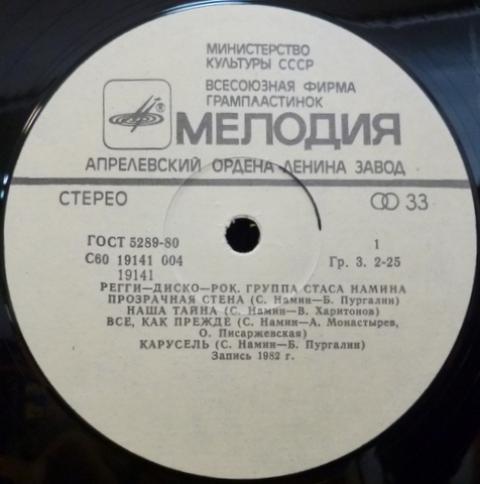 МИНИСТЕРСТВО
КУЛЬТУРЫ СССР
ВСЕСОЮЗНАЯ ФИРМА
ГРАМПЛАСТИНОК
® МЕЛОДИЯ
АПРЕЛЕВСКИЙ ОРДЕНА ЛЕНИНА ЗАВОД
СТЕРЕО 33
ГОСТ 5289-80 1
С60 19141 004 Гр. 3. 2-25
19141
РЕГГИ—ДИСКО—РОК. ГРУППА СТАСА НАМИНА
ПРОЗРАЧНАЯ СТЕНА (С. Намин—Б. Пургалин)
НАША ТАЙНА (С. Намин—В. Харитонов)
ВСЕ, КАК ПРЕЖДЕ (С. Намин—А. Монастырев,
О. Писаржевская)
КАРУСЕЛЬ (С. Намин—Б. Пургалин)
Запись 1982 г.